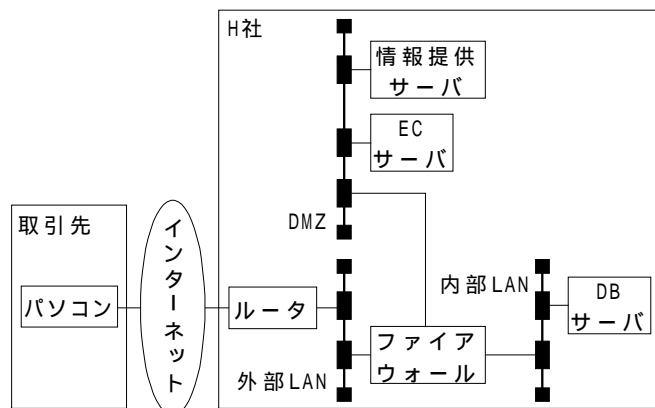 H社
情報提供
サーバ
EC
サーバ
DMZ
取引先
パソコン
インターネット
ルータ
外部LAN
ファイア
ウォール
内部LAN
DB
サーバ